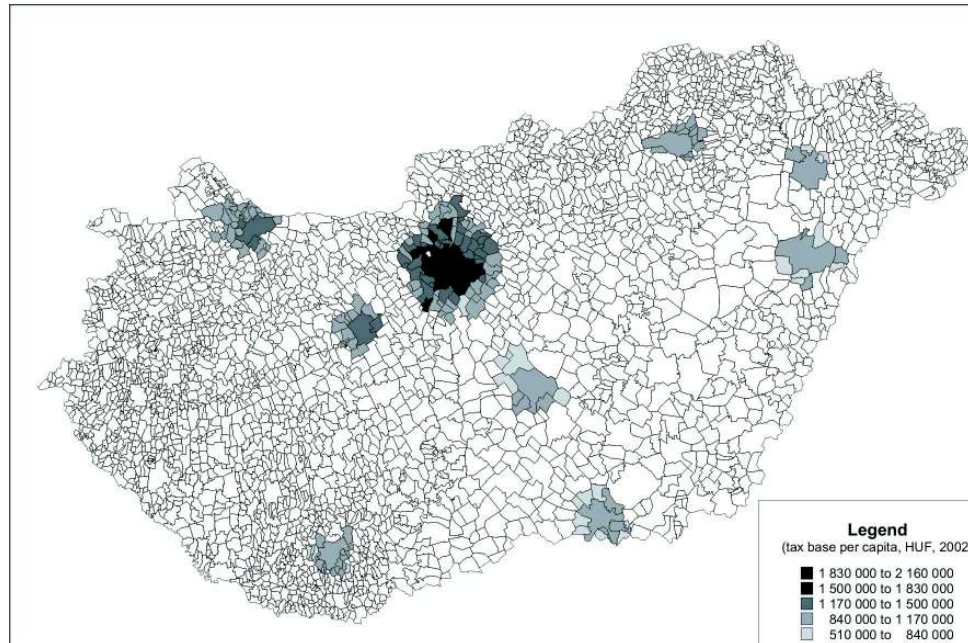 Legend
(tax base per capita, HUF, 2002
1 830 000 to 2 160 000
1 500 000 to 1 830 000
1 170 000 to 1 500 000
840 000 to 1 170 000
510 000 to 840 000